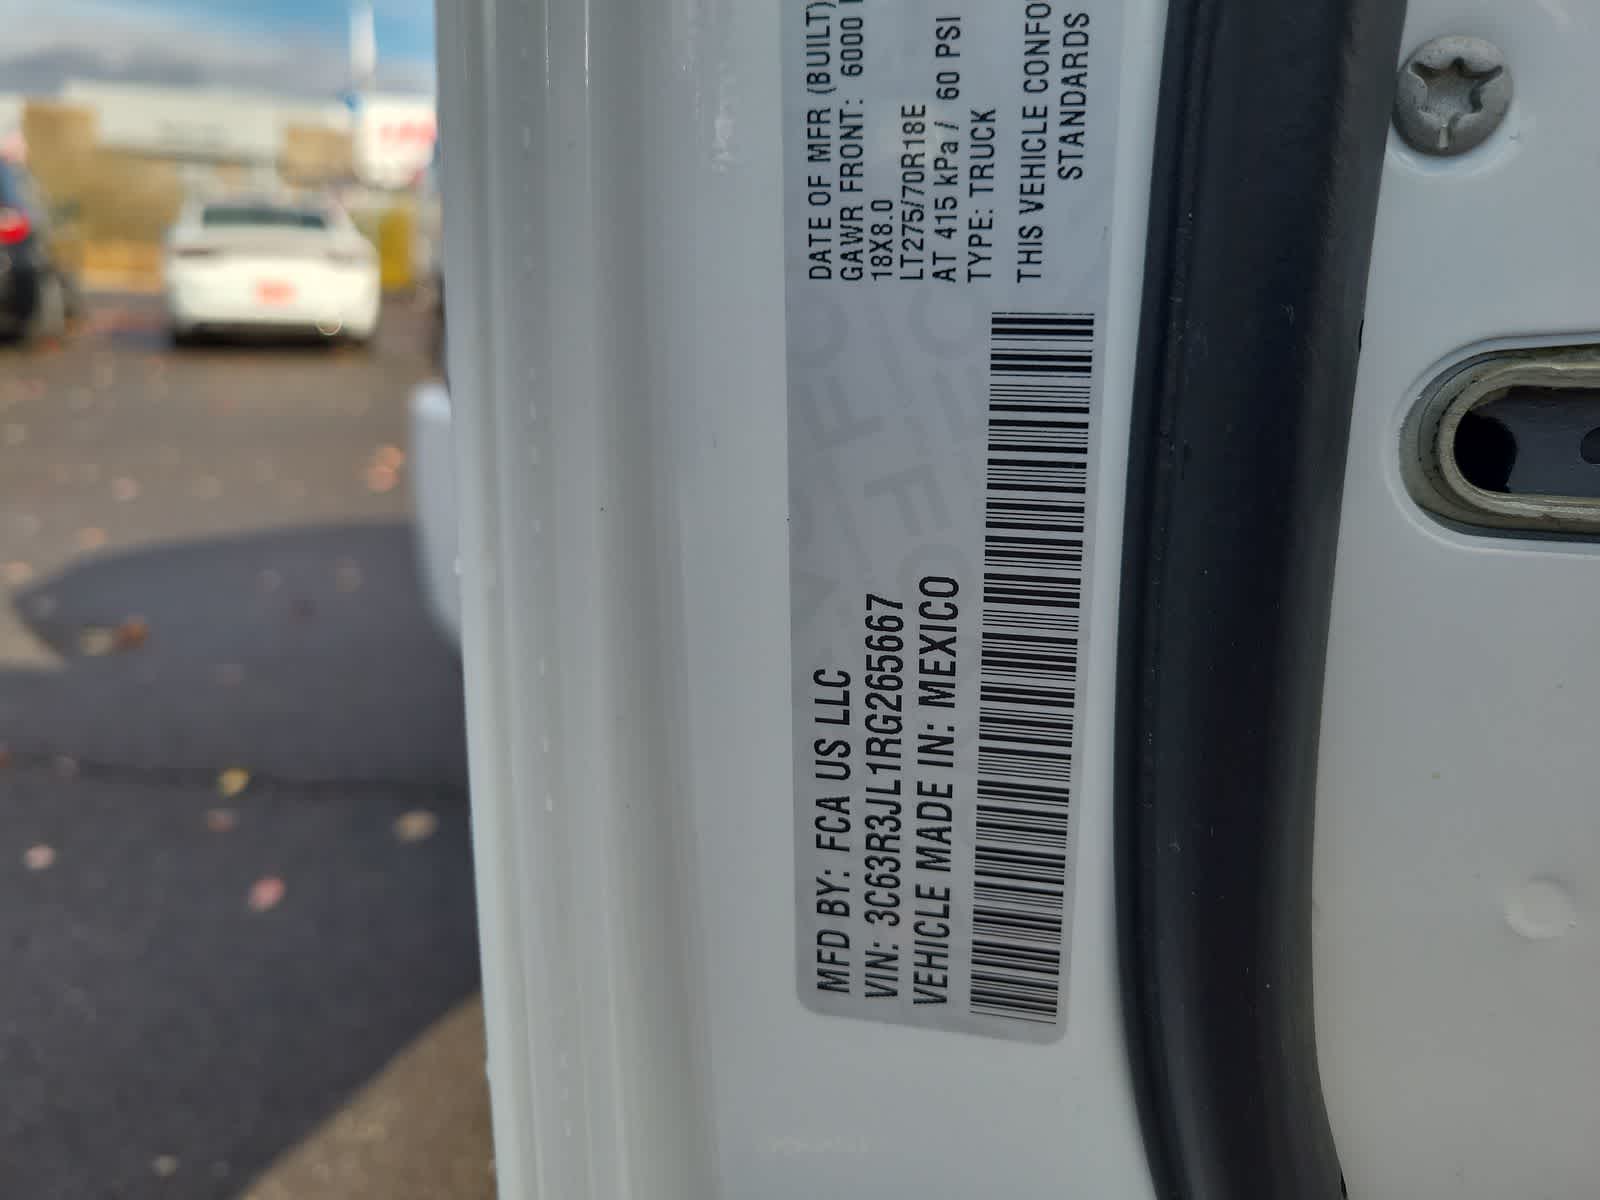 MFD BY: FCA US LLC
VIN: 3C63R3JL1RG265667
VEHICLE MADE IN: MEXICO
DATE OF MFR (BUILT)
GAWR FRONT: 6000
18X8.0
LT275/70R18E
AT 415 kPa / 60 PSI
TYPE: TRUCK
THIS VEHICLE CONFO
STANDARDS